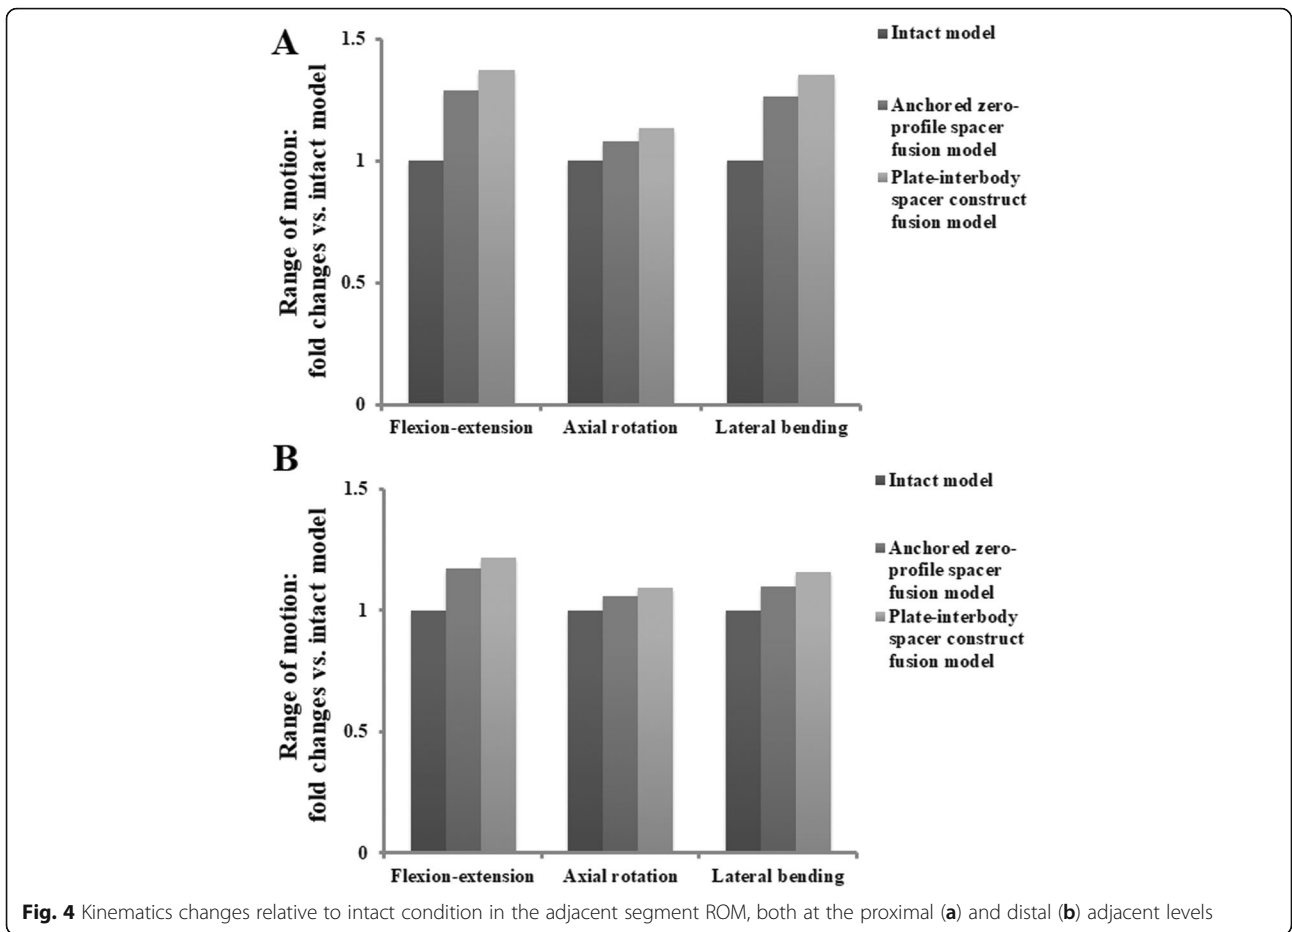 A
Range of motion:
fold changes vs. intact model
1.5
1
0.5
0
Flexion-extension Axial rotation Lateral bending
Intact model
Anchored zero-
profile spacer
fusion model
Plate-interbody
spacer construct
fusion model
B
Range of motion:
fold changes vs. intact model
1.5
1
0.5
0
Flexion-extension Axial rotation Lateral bending
Intact model
Anchored zero-
profile spacer
fusion model
Plate-interbody
spacer construct
fusion model
Fig. 4 Kinematics changes relative to intact condition in the adjacent segment ROM, both at the proximal (a) and distal (b) adjacent levels